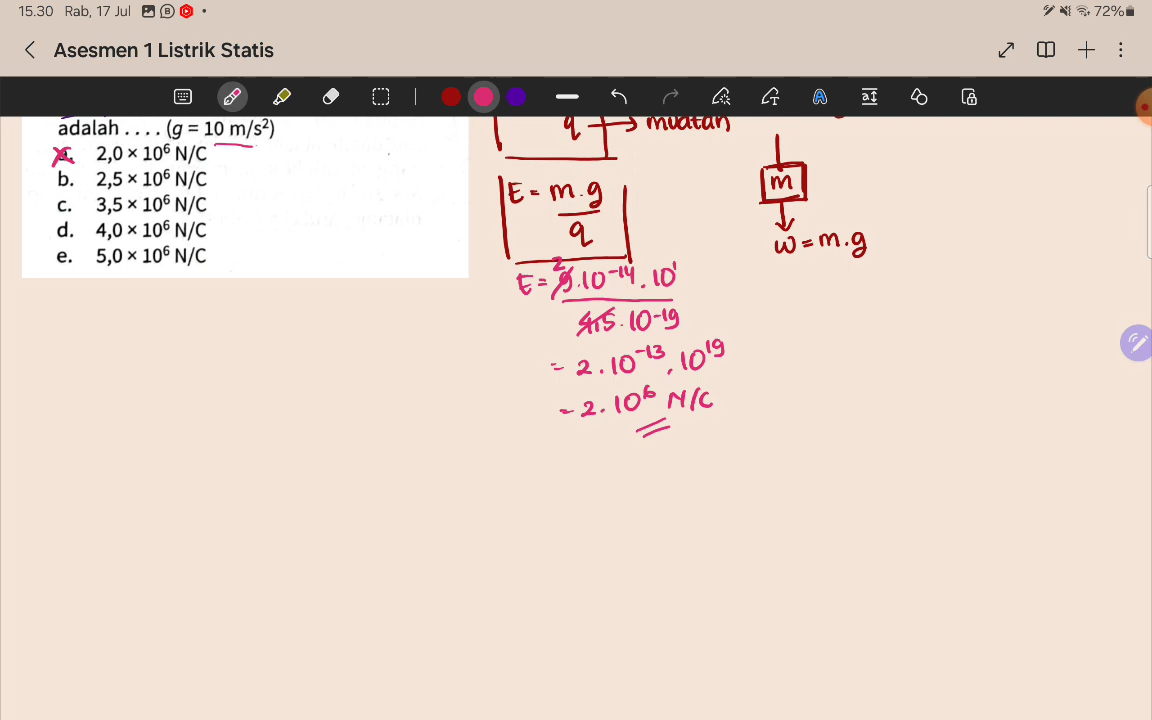 15.30 Rab, 17 Jul
72%
Asesmen 1 Listrik Statis
adalah . . . . (g = 10 m/s²)
a. 2,0 × 10⁶ N/C
b. 2,5 × 10⁶ N/C
c. 3,5 × 10⁶ N/C
d. 4,0 × 10⁶ N/C
e. 5,0 × 10⁶ N/C
q → muatan
E = m.g
q
m
w = m.g
E = 9.10⁻¹⁴ . 10¹
2
4,5 . 10⁻¹⁹
= 2 . 10⁻¹³ . 10¹⁹
= 2 . 10⁶ N/C